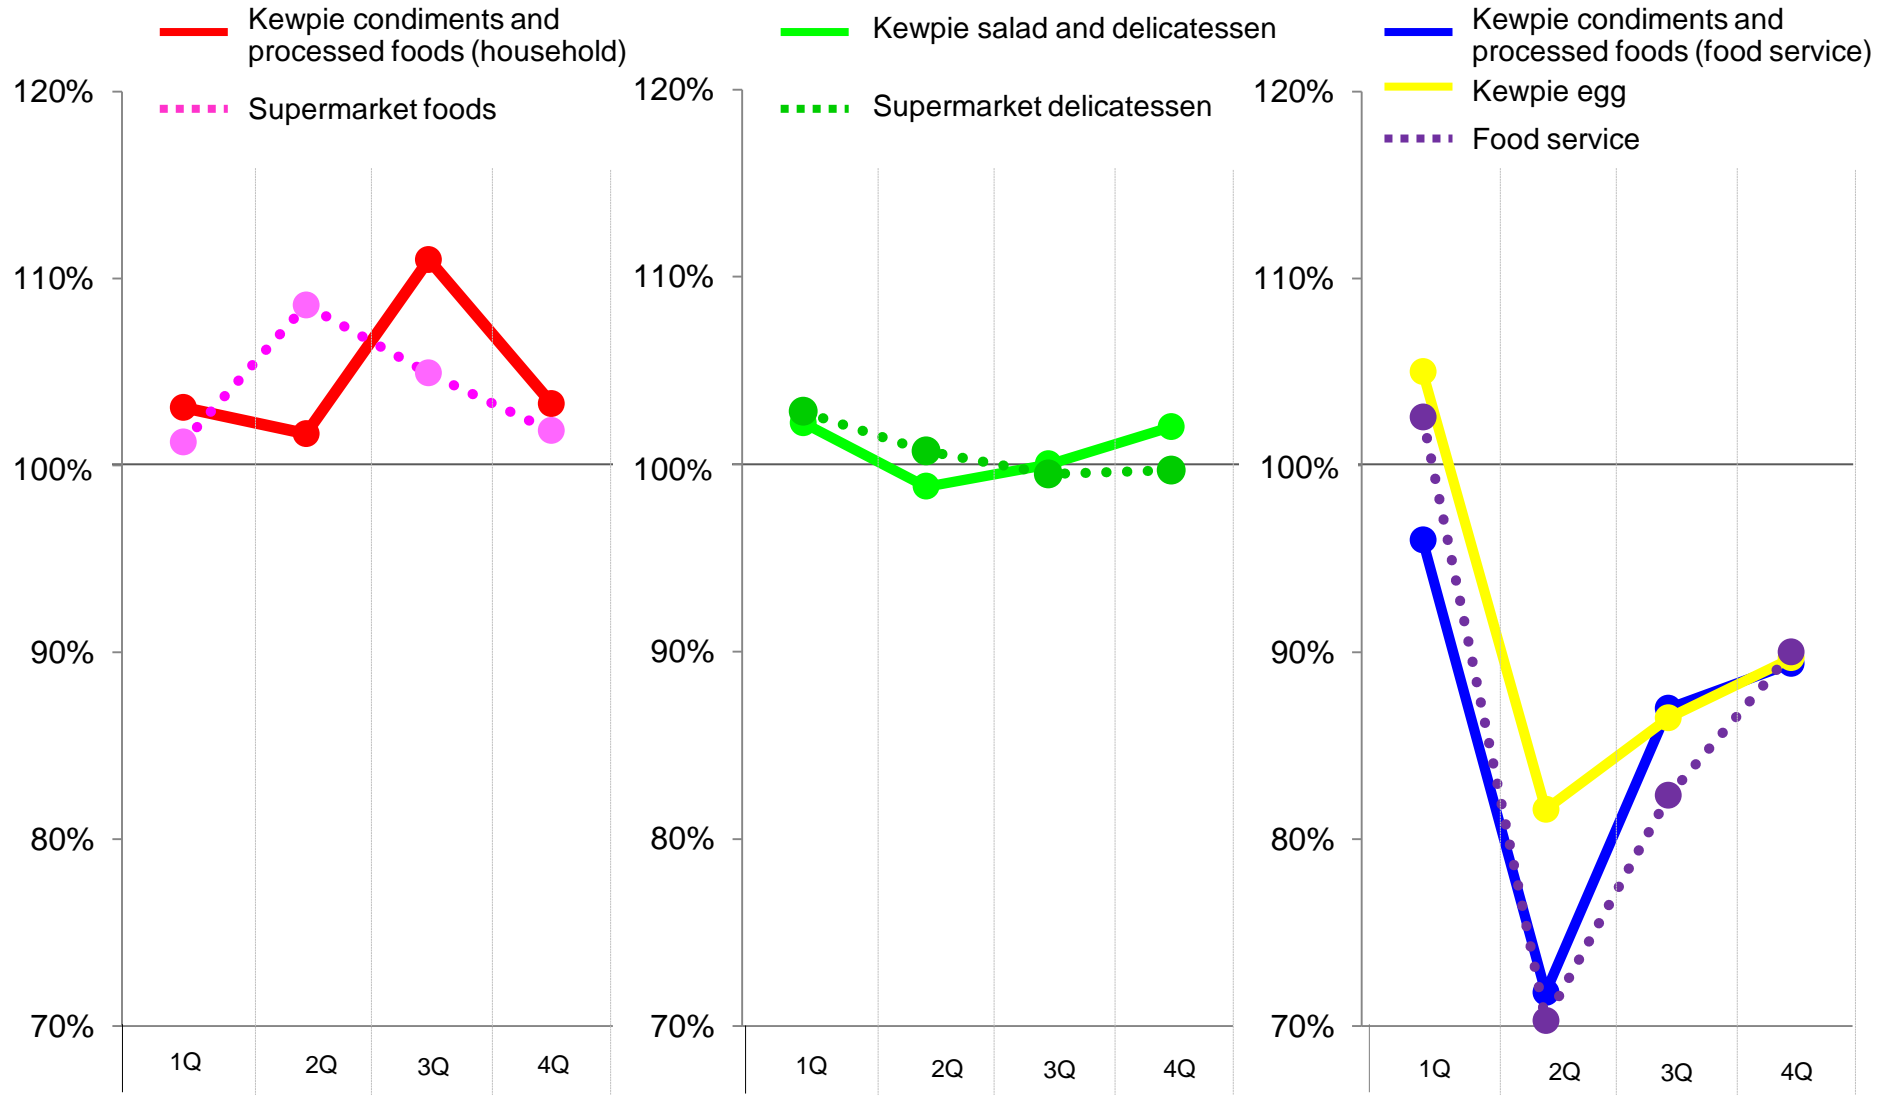 Kewpie condiments and
processed foods (household)
Supermarket foods
120%
110%
100%
90%
80%
70%
1Q
2Q
3Q
4Q
Kewpie salad and delicatessen
Supermarket delicatessen
120%
110%
100%
90%
80%
70%
1Q
2Q
3Q
4Q
Kewpie condiments and
processed foods (food service)
Kewpie egg
Food service
120%
110%
100%
90%
80%
70%
1Q
2Q
3Q
4Q